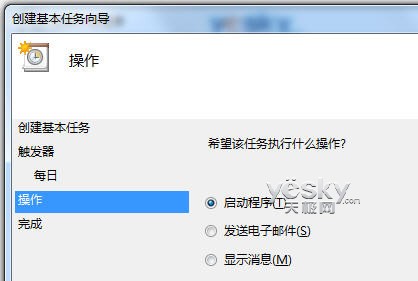 创建基本任务向导
操作
创建基本任务
触发器
每日
操作
完成
希望该任务执行什么操作?
启动程序(T)
发送电子邮件(S)
显示消息(M)
yesky
天极网.com